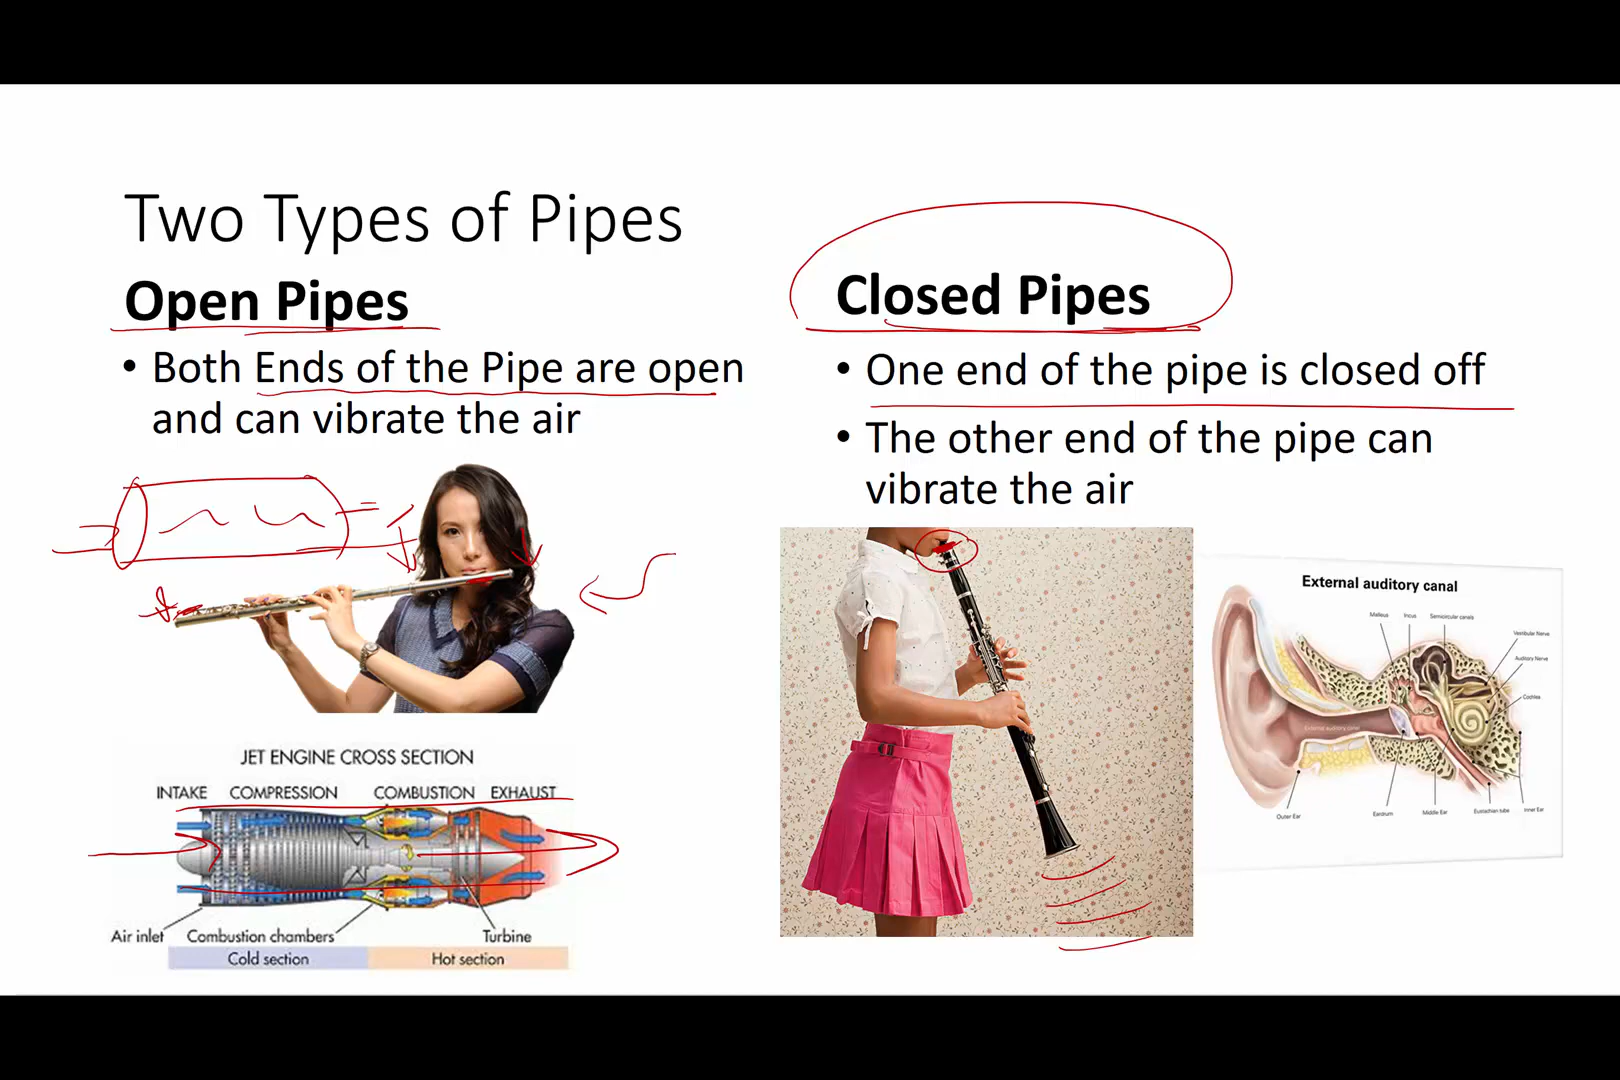 Two Types of Pipes
Open Pipes
• Both Ends of the Pipe are open
and can vibrate the air
JET ENGINE CROSS SECTION
INTAKE COMPRESSION COMBUSTION EXHAUST
Air inlet Combustion chambers Turbine
Cold section Hot section
Closed Pipes
• One end of the pipe is closed off
• The other end of the pipe can
vibrate the air
External auditory canal
Malleus Incus Semicircular canals
Vestibular Nerve
Auditory Nerve
Cochlea
External auditory canal
Outer Ear Eardrum Middle Ear Eustachian tube Inner Ear